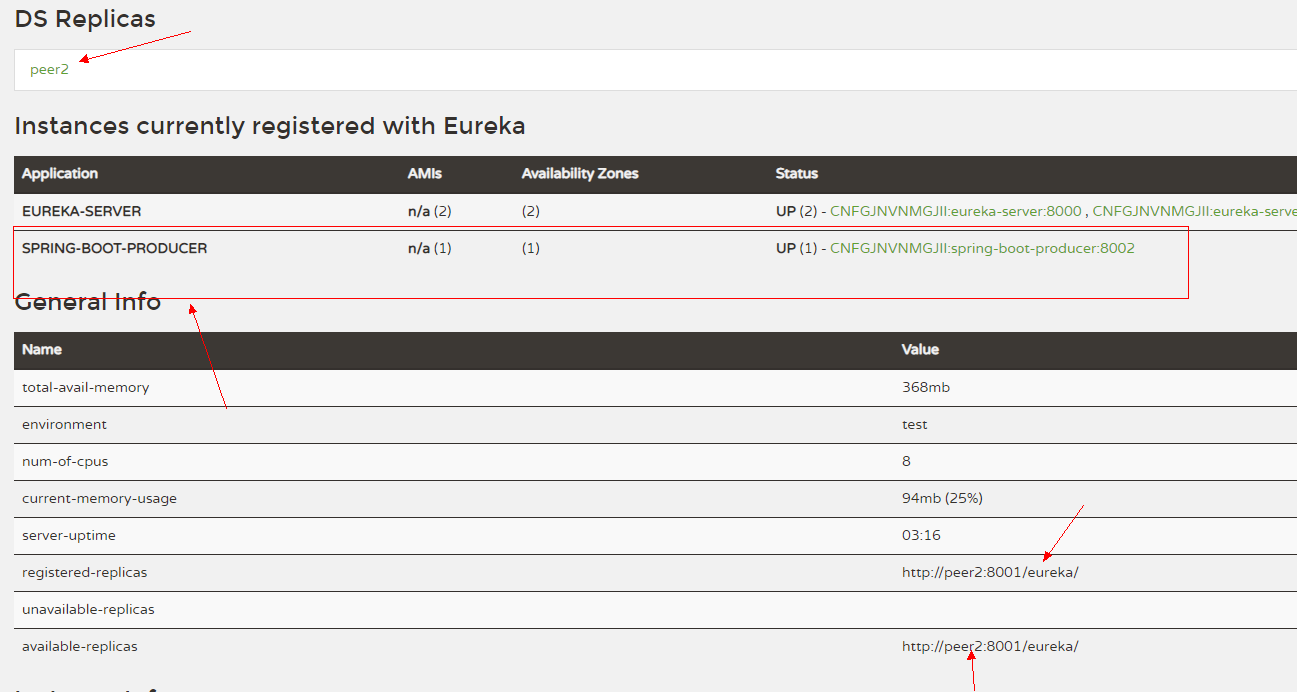 DS Replicas
peer2
Instances currently registered with Eureka
Application AMIs Availability Zones Status
EUREKA-SERVER n/a (2) (2) UP (2) - CNFGJNVNMGJII:eureka-server:8000 , CNFGJNVNMGJII:eureka-serve
SPRING-BOOT-PRODUCER n/a (1) (1) UP (1) - CNFGJNVNMGJII:spring-boot-producer:8002
General Info
Name Value
total-avail-memory 368mb
environment test
num-of-cpus 8
current-memory-usage 94mb (25%)
server-uptime 03:16
registered-replicas http://peer2:8001/eureka/
unavailable-replicas
available-replicas http://peer2:8001/eureka/